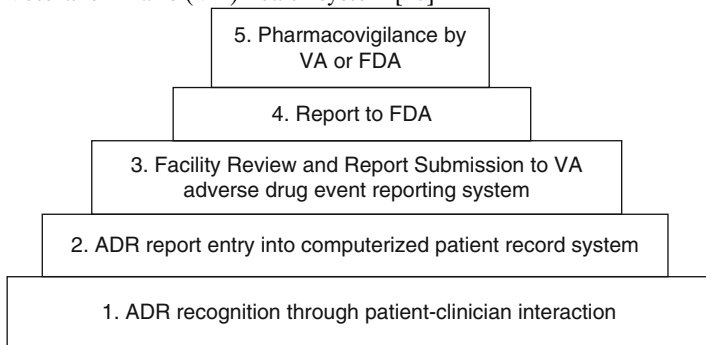 5. Pharmacovigilance by
VA or FDA
4. Report to FDA
3. Facility Review and Report Submission to VA
adverse drug event reporting system
2. ADR report entry into computerized patient record system
1. ADR recognition through patient-clinician interaction